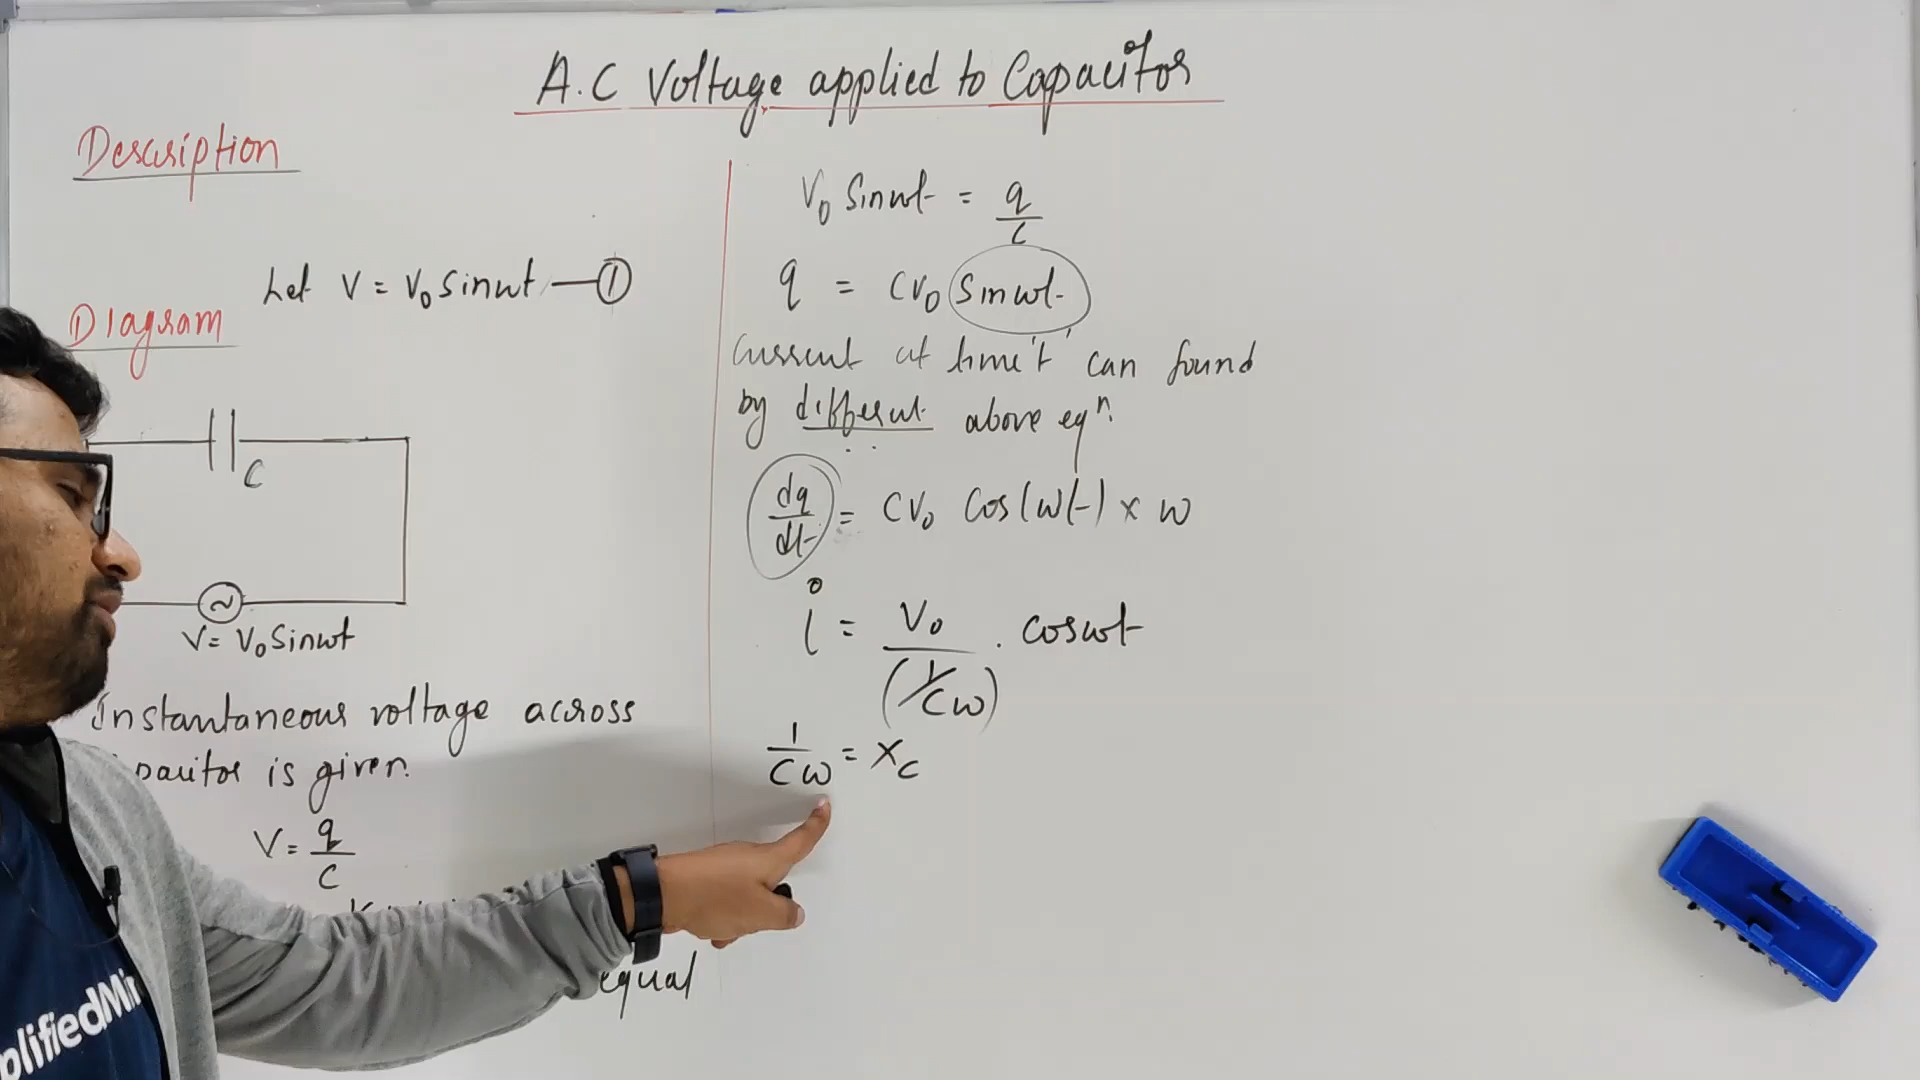 A.C Voltage applied to Capacitor
Description
Let V = V₀ sinωt —①
Diagram
C
V = V₀ Sinωt
Instantaneous voltage across
pacitor is given.
V = q/C
equal
V₀ Sinωt = q/C
q = CV₀ Sinωt
Current at time 't' can found
by different above eqⁿ.
dq/dt = CV₀ Cos(ωt) × ω
i = V₀/(1/Cω) . cosωt
1/Cω = X_C
plifiedMin